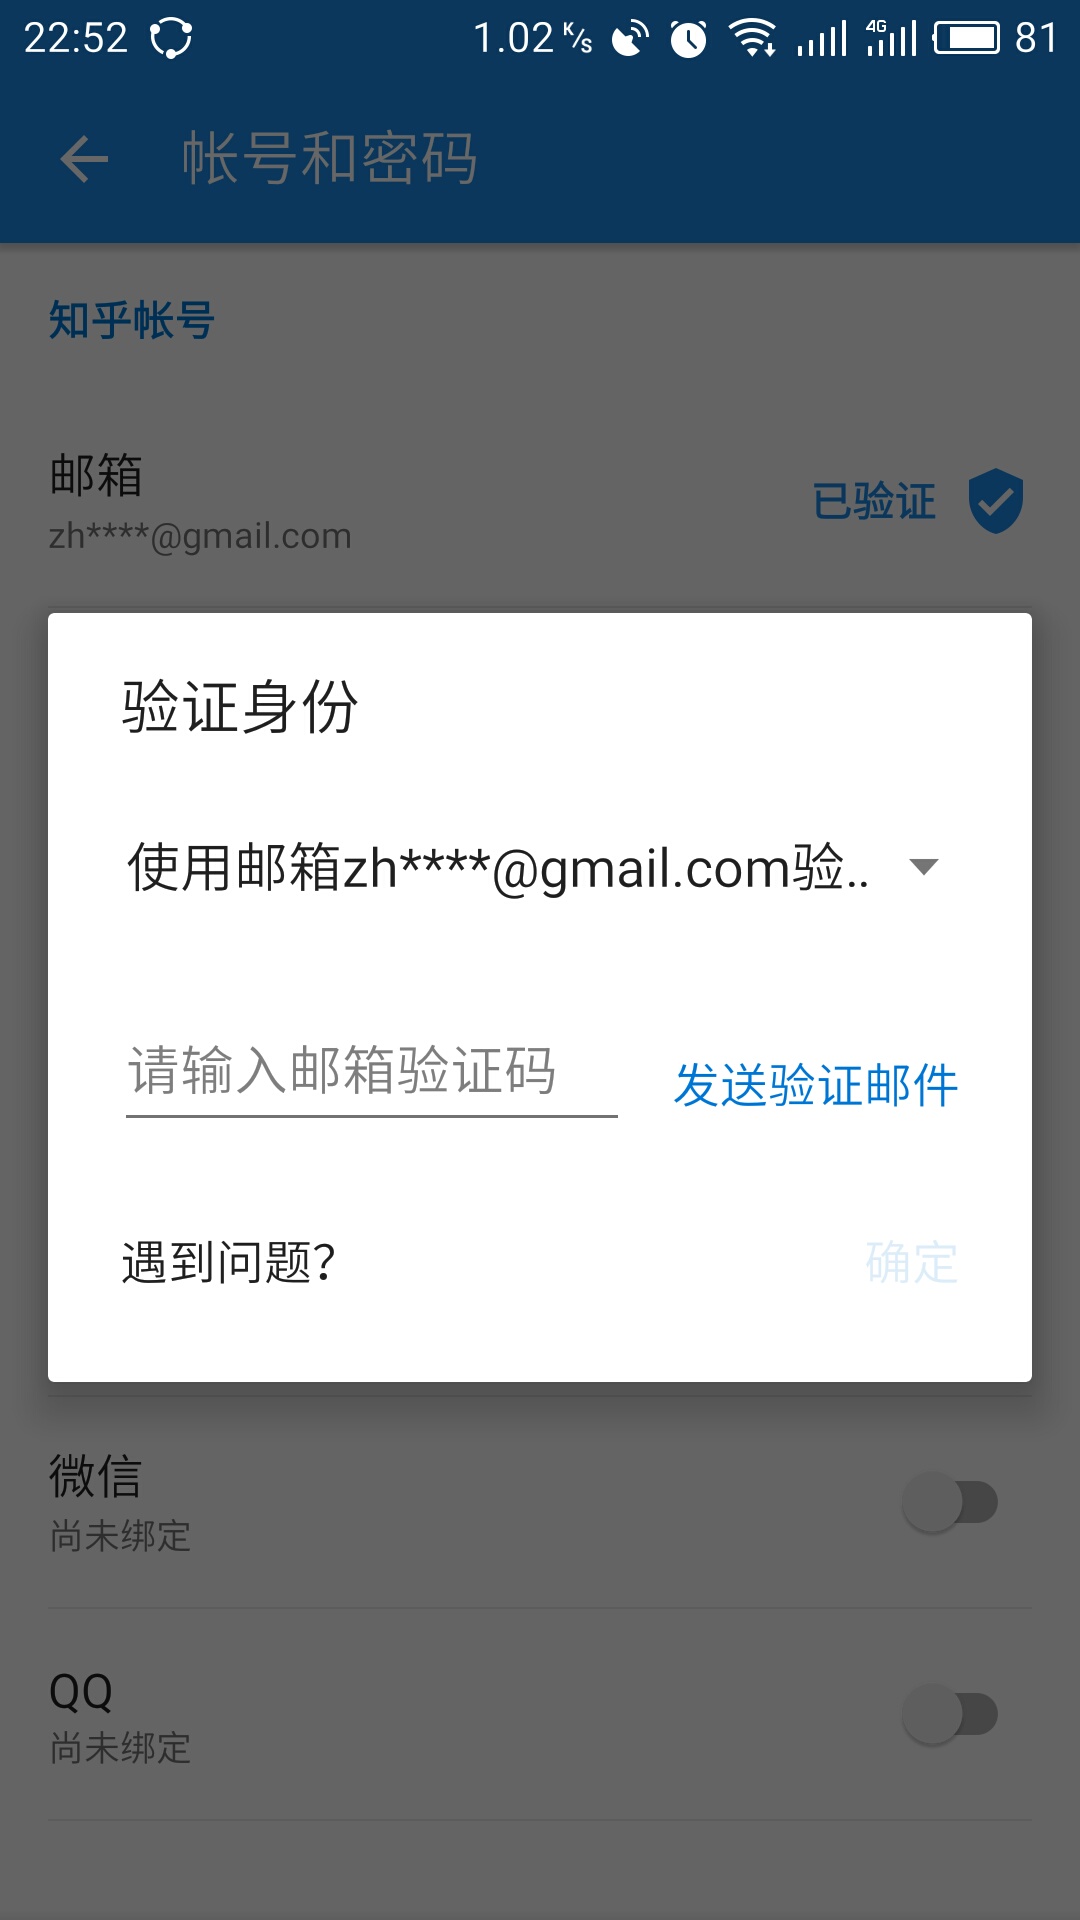 22:52 1.02 K/s 4G 81
帐号和密码
知乎帐号
邮箱
zh****@gmail.com
已验证
验证身份
使用邮箱zh****@gmail.com验..
请输入邮箱验证码
发送验证邮件
遇到问题?
确定
微信
尚未绑定
QQ
尚未绑定